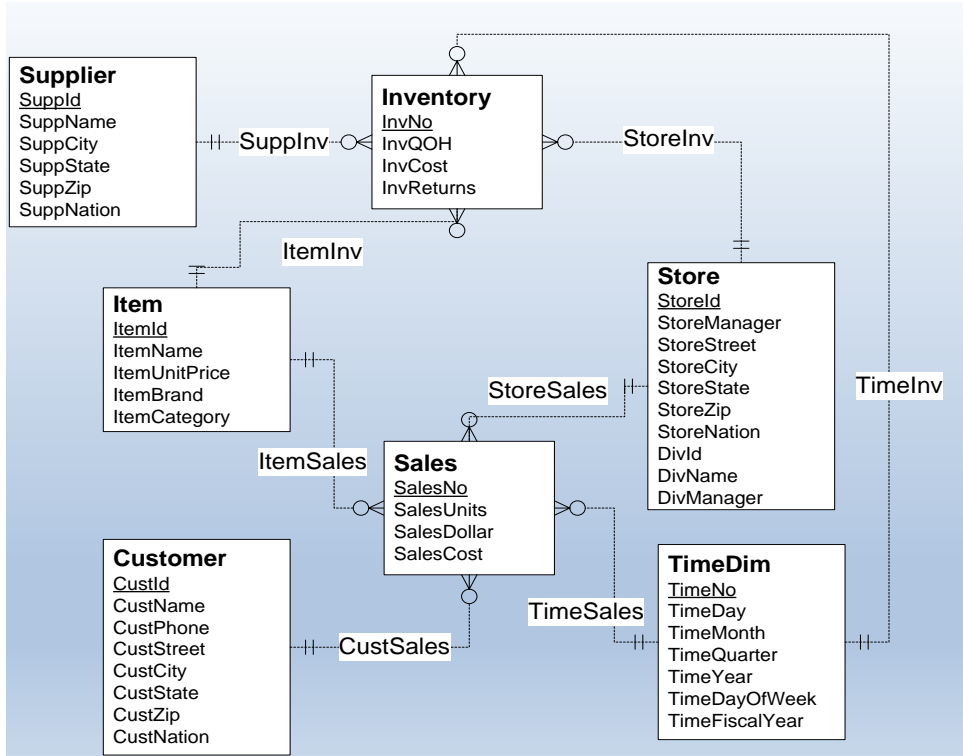 Supplier
SuppId
SuppName
SuppCity
SuppState
SuppZip
SuppNation
SuppInv
Inventory
InvNo
InvQOH
InvCost
InvReturns
StoreInv
ItemInv
Item
ItemId
ItemName
ItemUnitPrice
ItemBrand
ItemCategory
Store
StoreId
StoreManager
StoreStreet
StoreCity
StoreState
StoreZip
StoreNation
DivId
DivName
DivManager
TimeInv
StoreSales
ItemSales
Sales
SalesNo
SalesUnits
SalesDollar
SalesCost
Customer
CustId
CustName
CustPhone
CustStreet
CustCity
CustState
CustZip
CustNation
CustSales
TimeSales
TimeDim
TimeNo
TimeDay
TimeMonth
TimeQuarter
TimeYear
TimeDayOfWeek
TimeFiscalYear